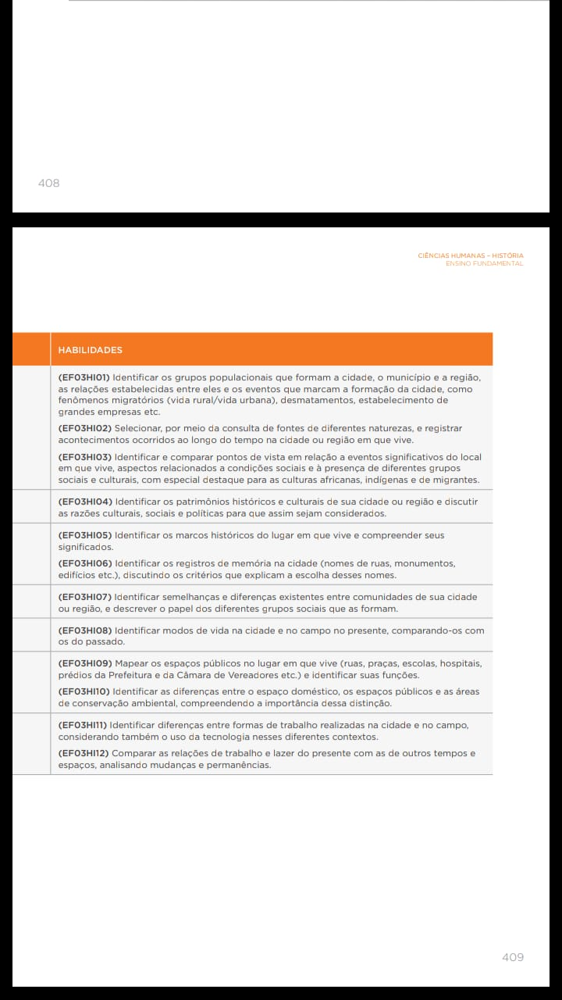 408
CIÊNCIAS HUMANAS – HISTÓRIA
ENSINO FUNDAMENTAL
HABILIDADES
(EF03HI01) Identificar os grupos populacionais que formam a cidade, o município e a região,
as relações estabelecidas entre eles e os eventos que marcam a formação da cidade, como
fenômenos migratórios (vida rural/vida urbana), desmatamentos, estabelecimento de
grandes empresas etc.
(EF03HI02) Selecionar, por meio da consulta de fontes de diferentes naturezas, e registrar
acontecimentos ocorridos ao longo do tempo na cidade ou região em que vive.
(EF03HI03) Identificar e comparar pontos de vista em relação a eventos significativos do local
em que vive, aspectos relacionados a condições sociais e à presença de diferentes grupos
sociais e culturais, com especial destaque para as culturas africanas, indígenas e de migrantes.
(EF03HI04) Identificar os patrimônios históricos e culturais de sua cidade ou região e discutir
as razões culturais, sociais e políticas para que assim sejam considerados.
(EF03HI05) Identificar os marcos históricos do lugar em que vive e compreender seus
significados.
(EF03HI06) Identificar os registros de memória na cidade (nomes de ruas, monumentos,
edifícios etc.), discutindo os critérios que explicam a escolha desses nomes.
(EF03HI07) Identificar semelhanças e diferenças existentes entre comunidades de sua cidade
ou região, e descrever o papel dos diferentes grupos sociais que as formam.
(EF03HI08) Identificar modos de vida na cidade e no campo no presente, comparando-os com
os do passado.
(EF03HI09) Mapear os espaços públicos no lugar em que vive (ruas, praças, escolas, hospitais,
prédios da Prefeitura e da Câmara de Vereadores etc.) e identificar suas funções.
(EF03HI10) Identificar as diferenças entre o espaço doméstico, os espaços públicos e as áreas
de conservação ambiental, compreendendo a importância dessa distinção.
(EF03HI11) Identificar diferenças entre formas de trabalho realizadas na cidade e no campo,
considerando também o uso da tecnologia nesses diferentes contextos.
(EF03HI12) Comparar as relações de trabalho e lazer do presente com as de outros tempos e
espaços, analisando mudanças e permanências.
409